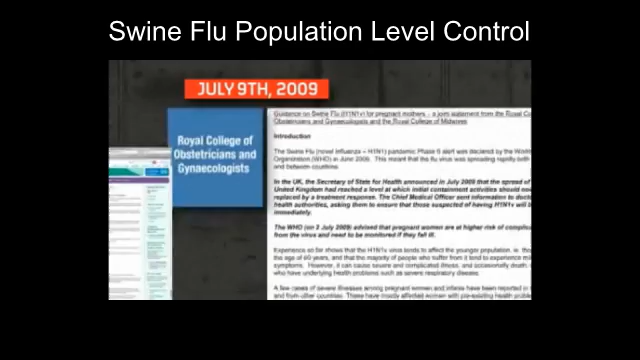 Swine Flu Population Level Control
JULY 9TH, 2009
Royal College of
Obstetricians and
Gynaecologists
Guidance on Swine Flu (H1N1v) for pregnant mothers – a joint statement from the Royal Co
Obstetricians and Gynaecologists and the Royal College of Midwives
Introduction
The Swine Flu (novel Influenza – H1N1) pandemic Phase 6 alert was declared by the World
Organization (WHO) in June 2009. This meant that the flu virus was spreading rapidly both
and between countries.
In the UK, the Secretary of State for Health announced in July 2009 that the spread of
United Kingdom had reached a level at which initial containment activities should now
replaced by a treatment response. The Chief Medical Officer sent information to docto
health authorities, asking them to ensure that those suspected of having H1N1v will be
immediately.
The WHO (on 2 July 2009) advised that pregnant women are at higher risk of complica
from the virus and need to be monitored if they fall ill.
Experience so far shows that the H1N1v virus tends to affect the younger population, ie. tho
the age of 60 years, and that the majority of people who suffer from it tend to experience mi
symptoms. However, it can cause severe and complicated illness, and occasionally death,
who have underlying health problems such as severe respiratory disease.
A few cases of severe illnesses among pregnant women and infants have been reported in t
and from other countries. These have mostly affected women with pre-existing health proble